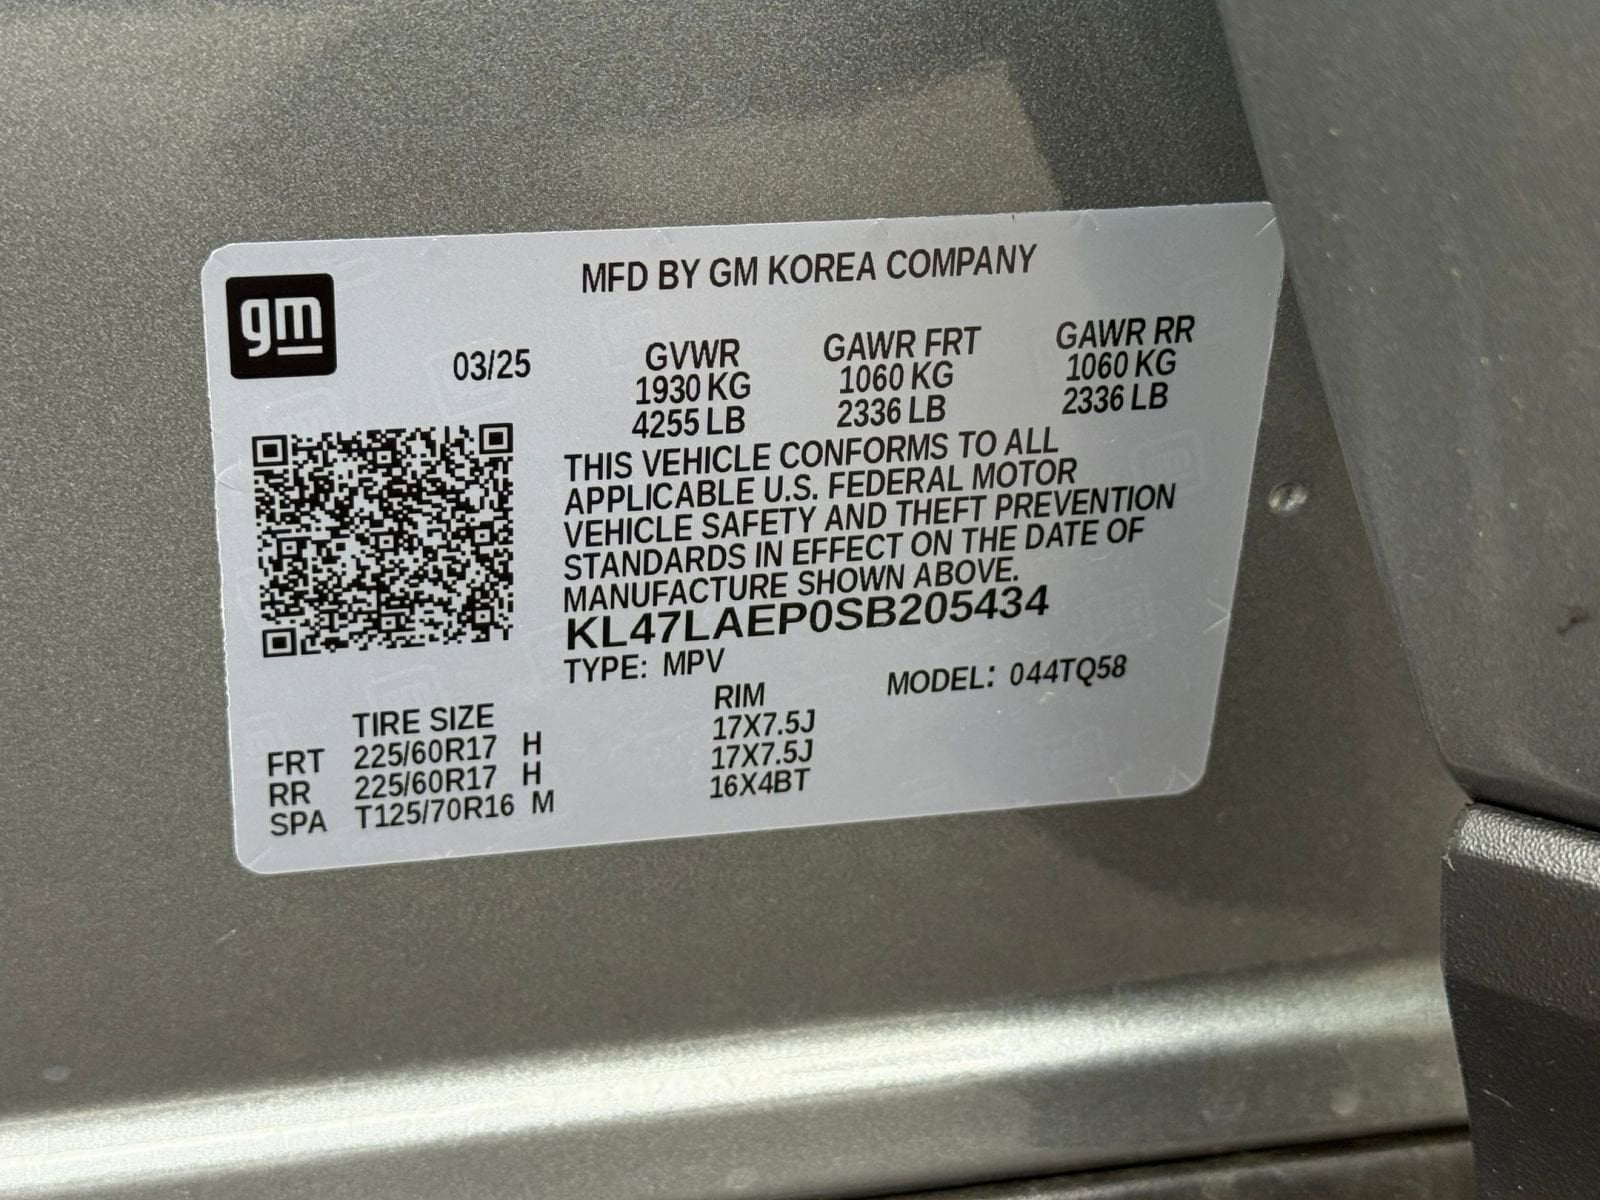 gm
MFD BY GM KOREA COMPANY
03/25
GVWR GAWR FRT GAWR RR
1930 KG 1060 KG 1060 KG
4255 LB 2336 LB 2336 LB
THIS VEHICLE CONFORMS TO ALL
APPLICABLE U.S. FEDERAL MOTOR
VEHICLE SAFETY AND THEFT PREVENTION
STANDARDS IN EFFECT ON THE DATE OF
MANUFACTURE SHOWN ABOVE.
KL47LAEP0SB205434
TYPE: MPV MODEL: 044TQ58
TIRE SIZE RIM
FRT 225/60R17 H 17X7.5J
RR 225/60R17 H 17X7.5J
SPA T125/70R16 M 16X4BT